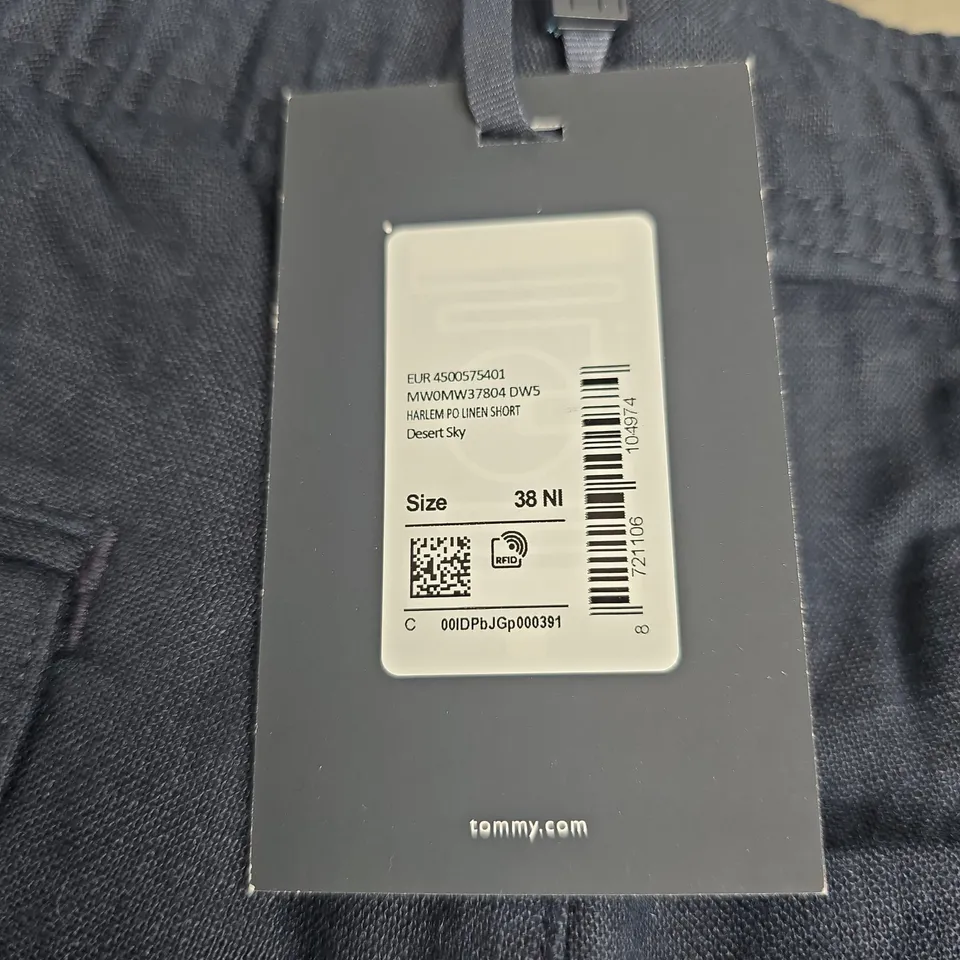 EUR 4500575401
MW0MW37804 DW5
HARLEM PO LINEN SHORT
Desert Sky
Size 38 NI
RFID
C 00IDPbJGp000391
8 721106 104974
tommy.com